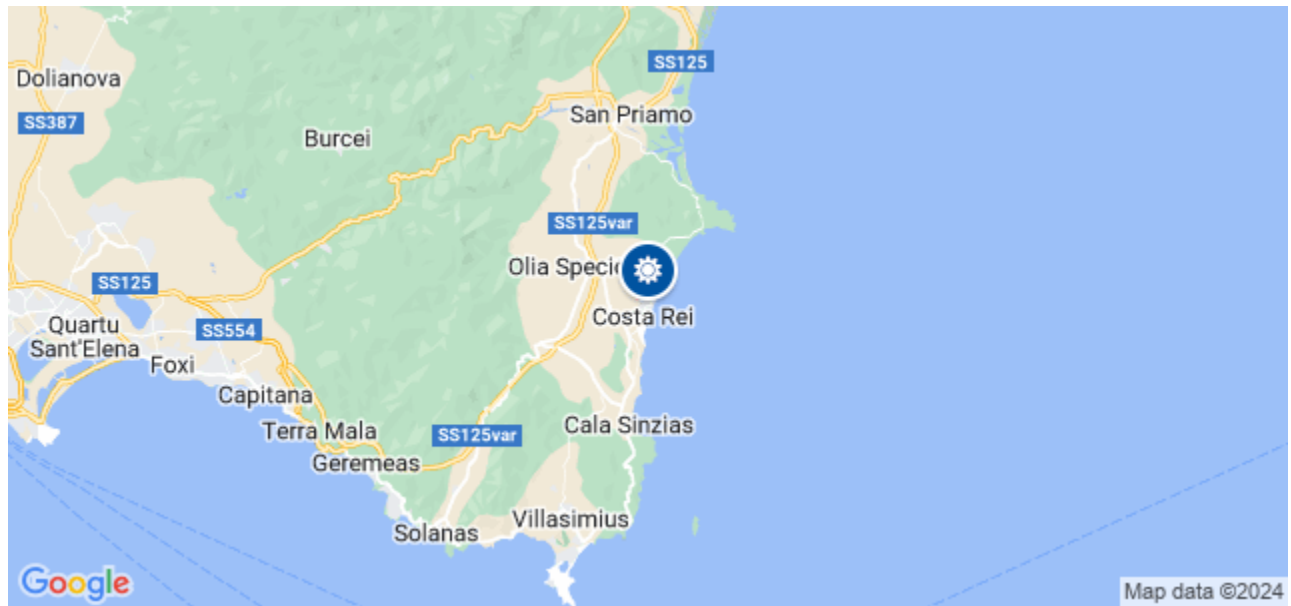 SS125
Dolianova
San Priamo
SS387
Burcei
SS125var
Olia Speci
SS125
Costa Rei
Quartu
Sant'Elena
SS554
Foxi
Capitana
Cala Sinzias
Terra Mala
SS125var
Geremeas
Villasimius
Solanas
Google
Map data ©2024